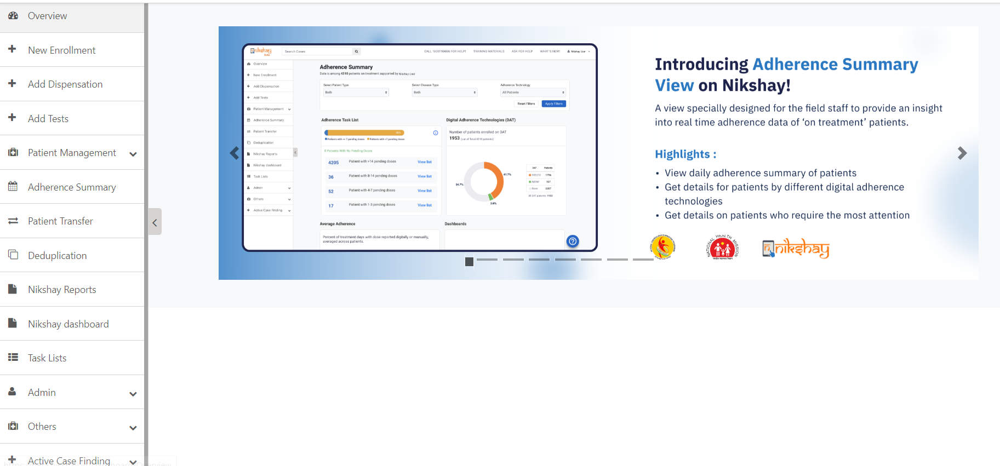 Overview
New Enrollment
Add Dispensation
Add Tests
Patient Management
Adherence Summary
Patient Transfer
Deduplication
Nikshay Reports
Nikshay dashboard
Task Lists
Admin
Others
Active Case Finding
nikshay
Beta
Search Cases
CALL 1800116666 FOR HELP!
TRAINING MATERIALS
ASK FOR HELP
WHAT'S NEW!
Nikshay User
Overview
New Enrollment
Add Dispensation
Add Tests
Patient Management
Adherence Summary
Patient Transfer
Deduplication
Nikshay Reports
Nikshay dashboard
Task Lists
Admin
Others
Active Case Finding
Adherence Summary
Data is among 4310 patients on treatment supported by Nikshay User
Select Patient Type
Both
Select Disease Type
Both
Adherence Technology
All Patients
Reset Filters
Apply Filters
Adherence Task List
Patients with >= 7 pending doses
Patients with <7 pending doses
0 Patients With No Pending Doses
4205 Patient with >14 pending doses View list
36 Patient with 8-14 pending doses View list
52 Patient with 4-7 pending doses View list
17 Patient with 1-3 pending doses View list
Digital Adherence Technologies (DAT)
Number of patients enrolled on DAT
1953 (out of Total 4310 patients)
41.7%
54.7%
3.6%
DAT Patients
99DOTS 1796
MERM 157
None 2357
All DAT patients: 1953
Average Adherence
Percent of treatment days with dose reported digitally or manually,
averaged across patients.
Dashboards
Introducing Adherence Summary
View on Nikshay!
A view specially designed for the field staff to provide an insight
into real time adherence data of ‘on treatment’ patients.
Highlights :
• View daily adherence summary of patients
• Get details for patients by different digital adherence
technologies
• Get details on patients who require the most attention
NATIONAL HEALTH MISSION
nikshay